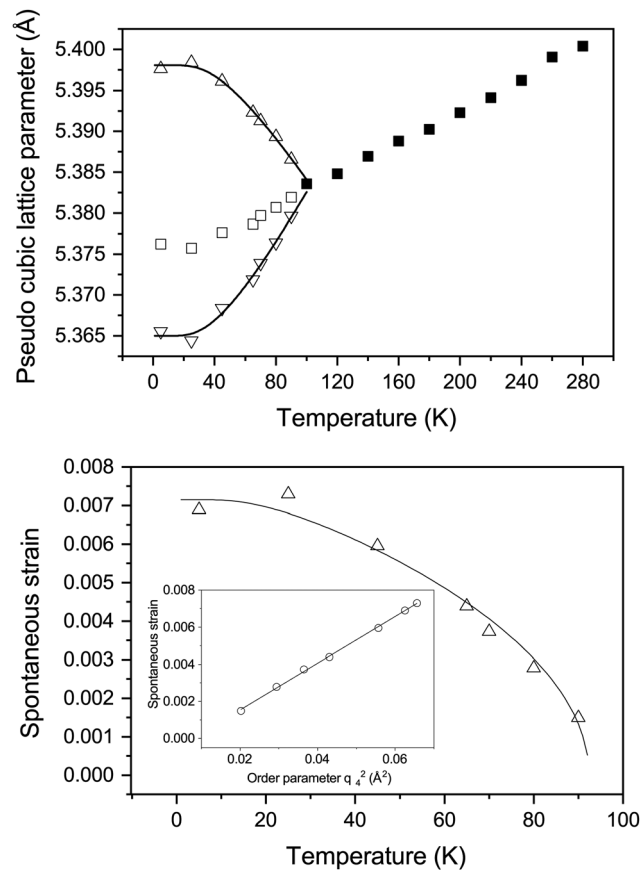 Pseudo cubic lattice parameter (Å)
5.400
5.395
5.390
5.385
5.380
5.375
5.370
5.365
0 40 80 120 160 200 240 280
Temperature (K)
Spontaneous strain
0.008
0.007
0.006
0.005
0.004
0.003
0.002
0.001
0.000
Spontaneous strain
0.008
0.006
0.004
0.002
0.000
0.02 0.04 0.06
Order parameter q 4 2 (Å2)
0 20 40 60 80 100
Temperature (K)